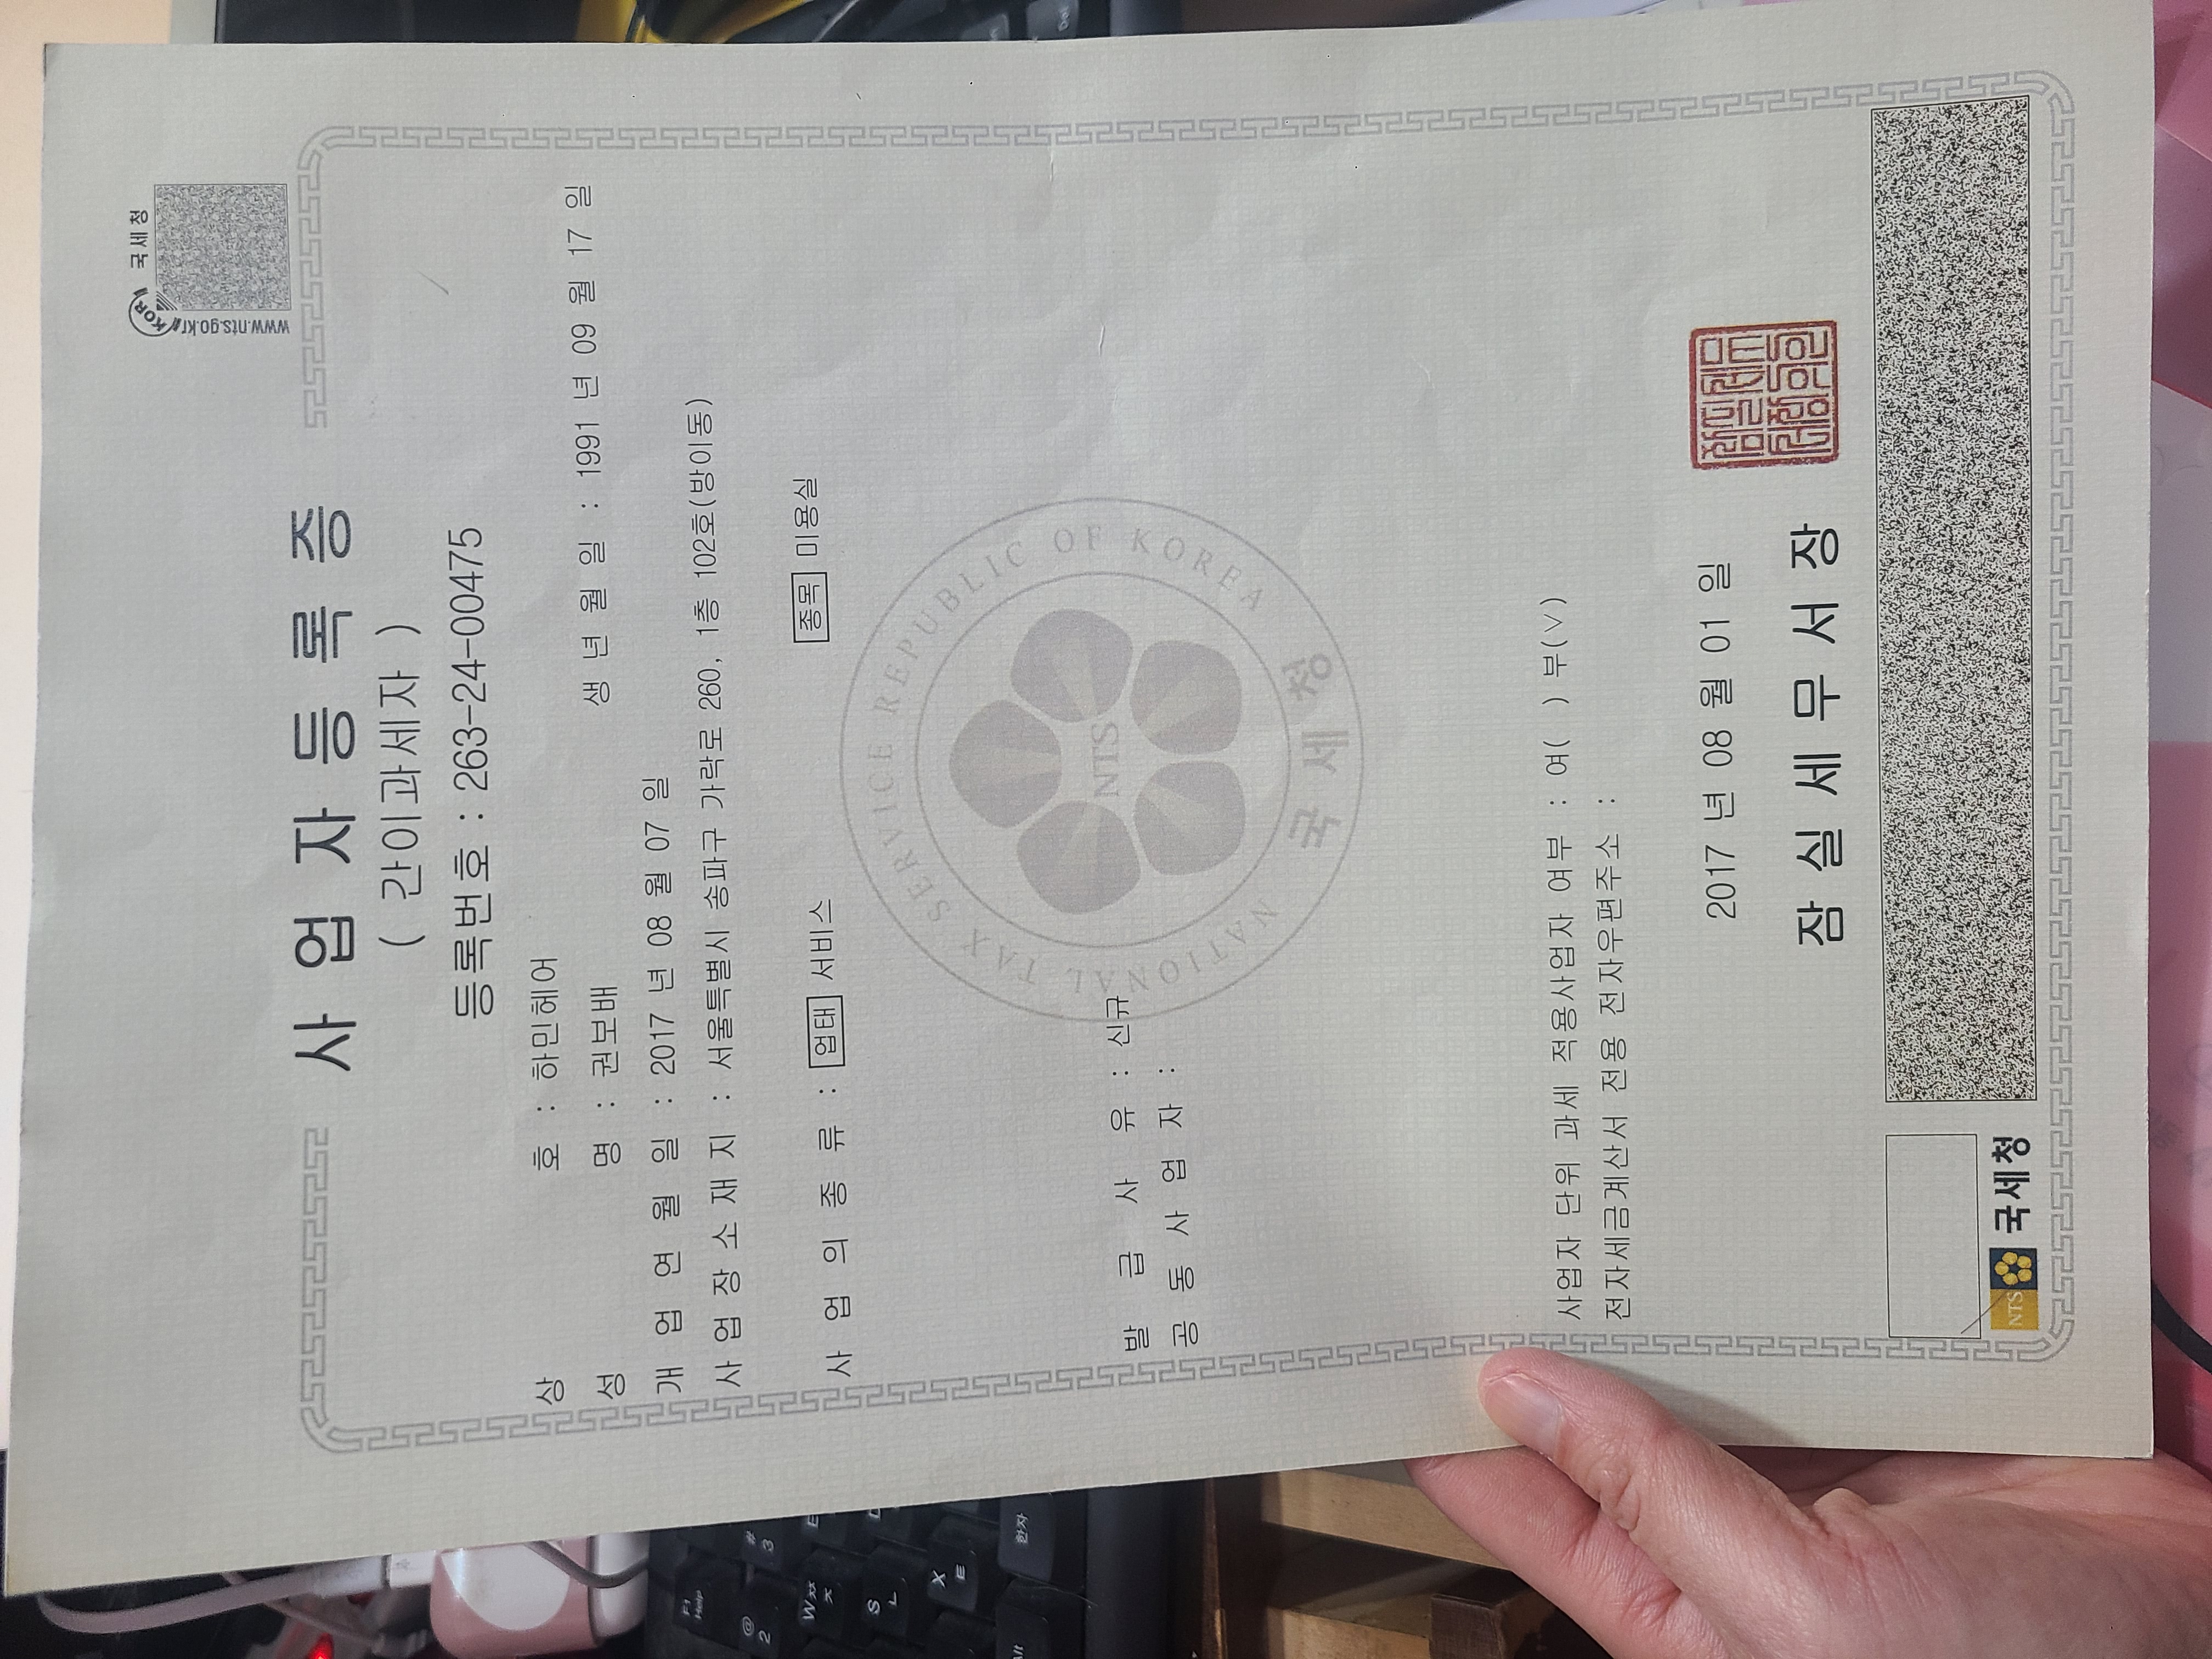 국세청
KOR
www.nts.go.kr
사업자등록증
( 간이과세자 )
등록번호 : 263-24-00475
상 호 : 하민헤어
성 명 : 권보배 생 년 월 일 : 1991 년 09 월 17 일
개 업 연 월 일 : 2017 년 08 월 07 일
사 업 장 소 재 지 : 서울특별시 송파구 가락로 260, 1층 102호(방이동)
사 업 의 종 류 : 업태 서비스 종목 미용실
NATIONAL TAX SERVICE REPUBLIC OF KOREA
NTS
국세청
발 급 사 유 : 신규
공 동 사 업 자 :
사업자 단위 과세 적용사업자 여부 : 여( ) 부(∨)
전자세금계산서 전용 전자우편주소 :
2017 년 08 월 01 일
잠실세무서장
NTS 국세청
F1
Help
@
2
#
3
W ㅉ
ㅈ
S
ㄴ
X
ㅌ
한자